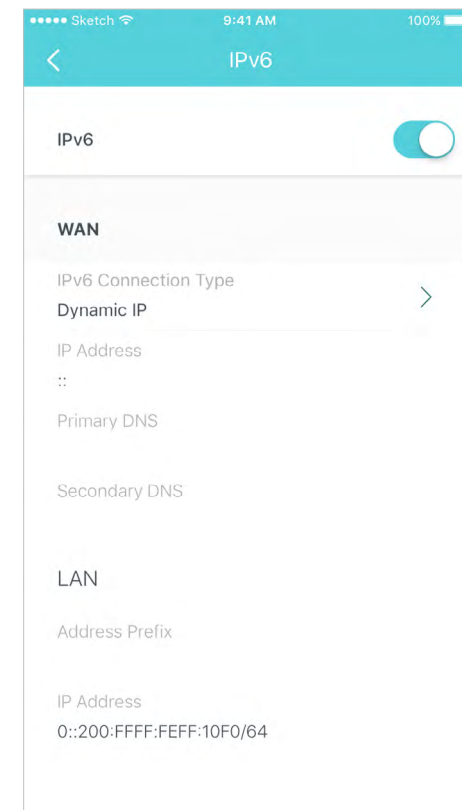 Sketch 9:41 AM 100%
IPv6
IPv6
WAN
IPv6 Connection Type
Dynamic IP
IP Address
::
Primary DNS
Secondary DNS
LAN
Address Prefix
IP Address
0::200:FFFF:FEFF:10F0/64